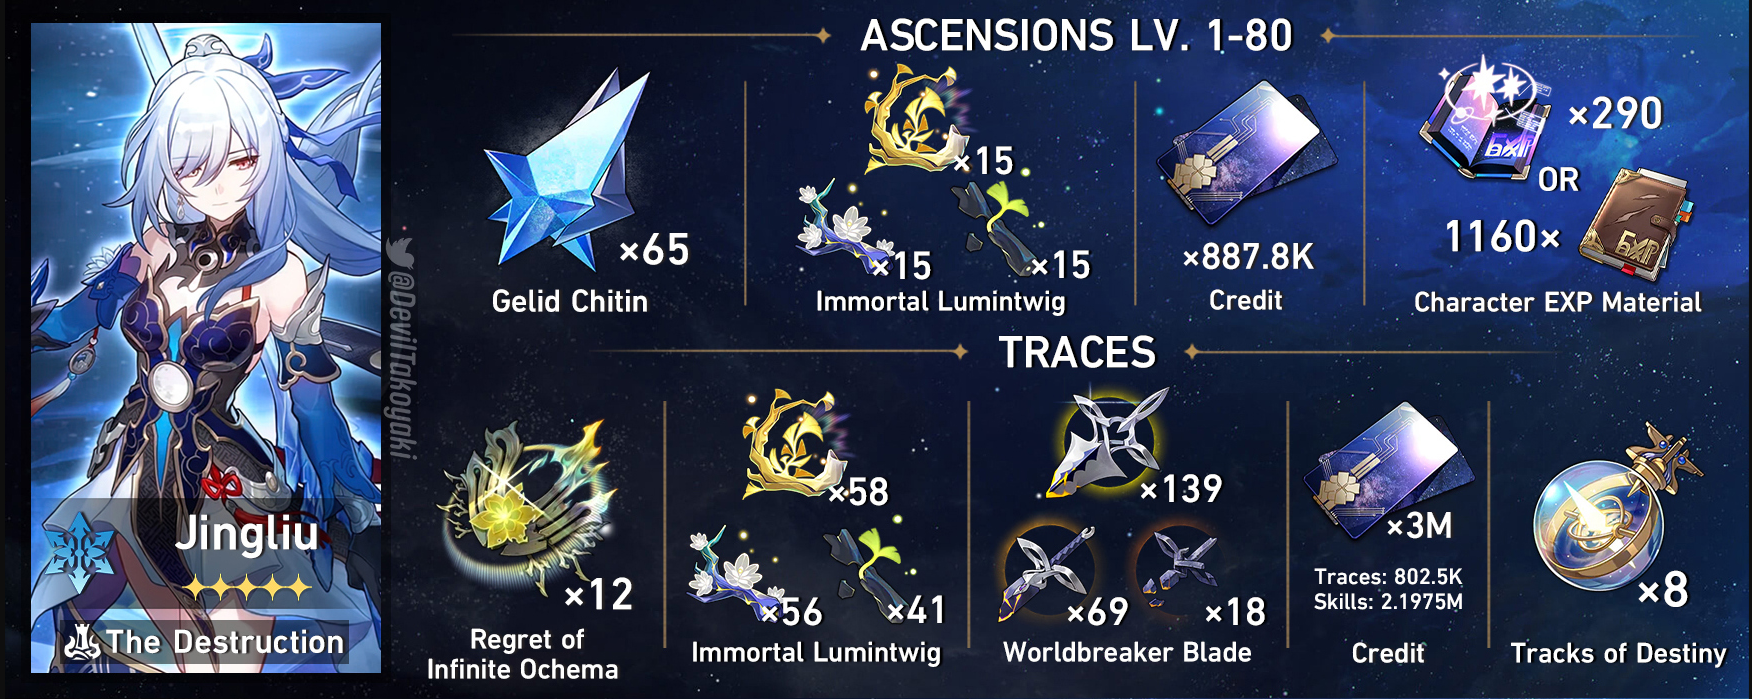 ASCENSIONS LV. 1-80
×65
Gelid Chitin
×15
×15
×15
Immortal Lumintwig
×887.8K
Credit
×290
OR
1160×
EXP
EXP
Character EXP Material
@DevilTakoyaki
TRACES
Jingliu
The Destruction
×12
Regret of
Infinite Ochema
×58
×56
×41
Immortal Lumintwig
×139
×69
×18
Worldbreaker Blade
×3M
Traces: 802.5K
Skills: 2.1975M
Credit
×8
Tracks of Destiny